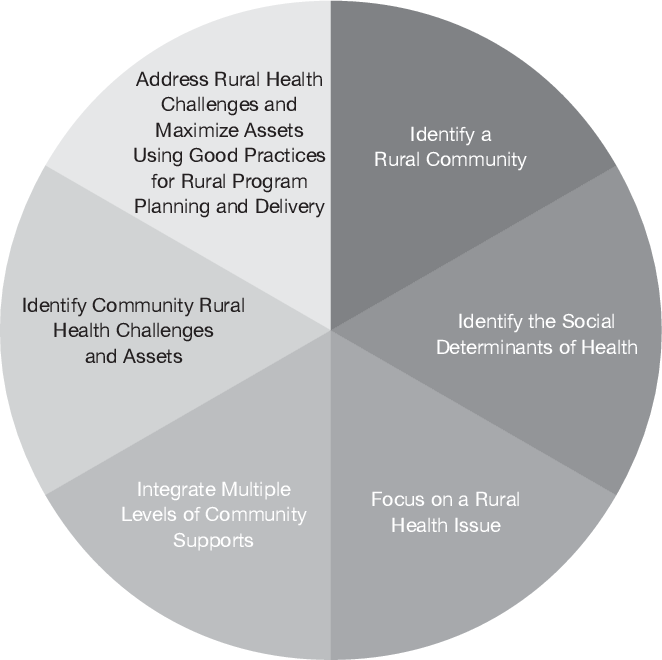 Identify a
Rural Community
Identify the Social
Determinants of Health
Focus on a Rural
Health Issue
Integrate Multiple
Levels of Community
Supports
Identify Community Rural
Health Challenges
and Assets
Address Rural Health
Challenges and
Maximize Assets
Using Good Practices
for Rural Program
Planning and Delivery